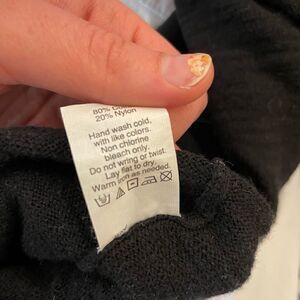 20% Nylon
Hand wash cold,
with like colors.
Non chlorine
bleach only.
Do not wring or twist.
Lay flat to dry.
Warm iron as needed.